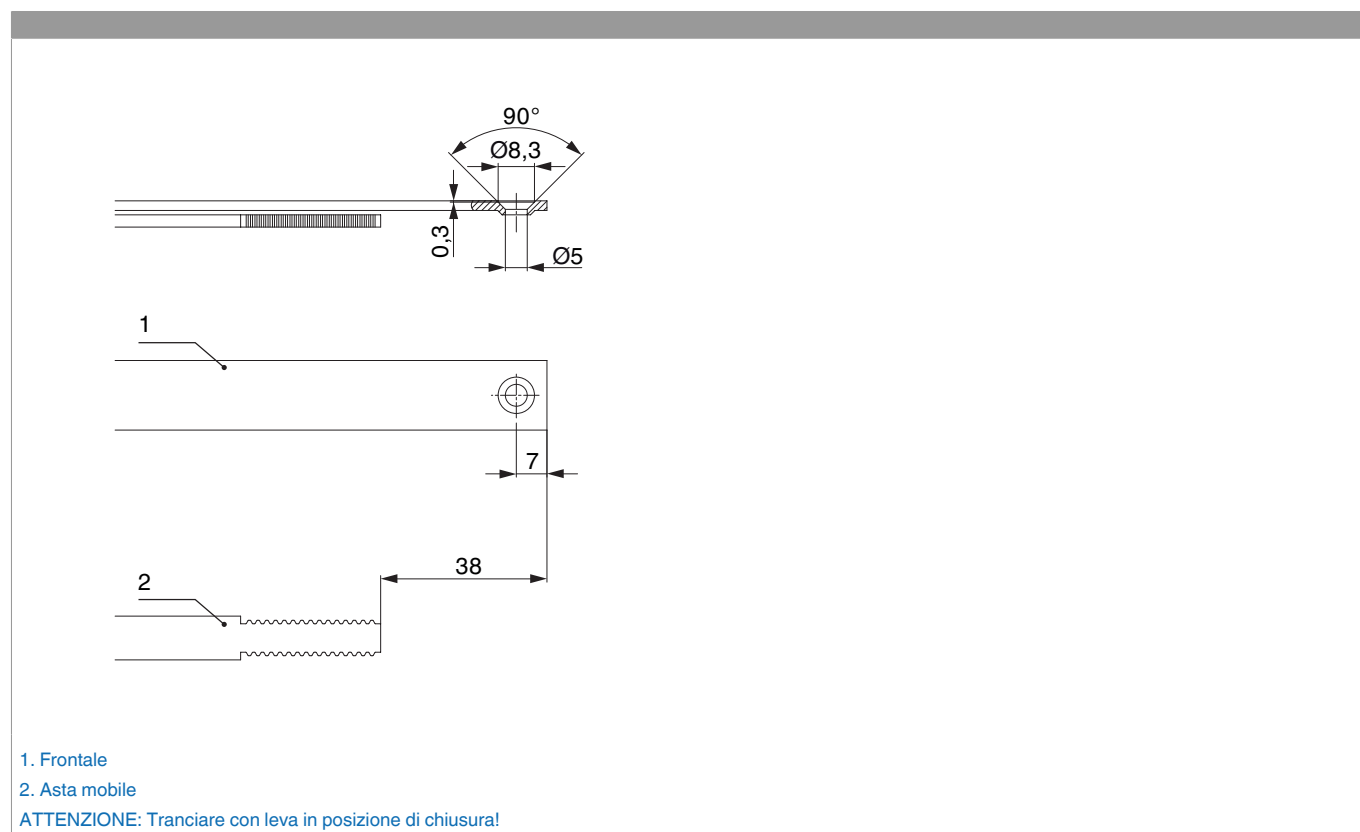 90°
Ø8,3
0,3
Ø5
1
7
38
2
1. Frontale
2. Asta mobile
ATTENZIONE: Tranciare con leva in posizione di chiusura!